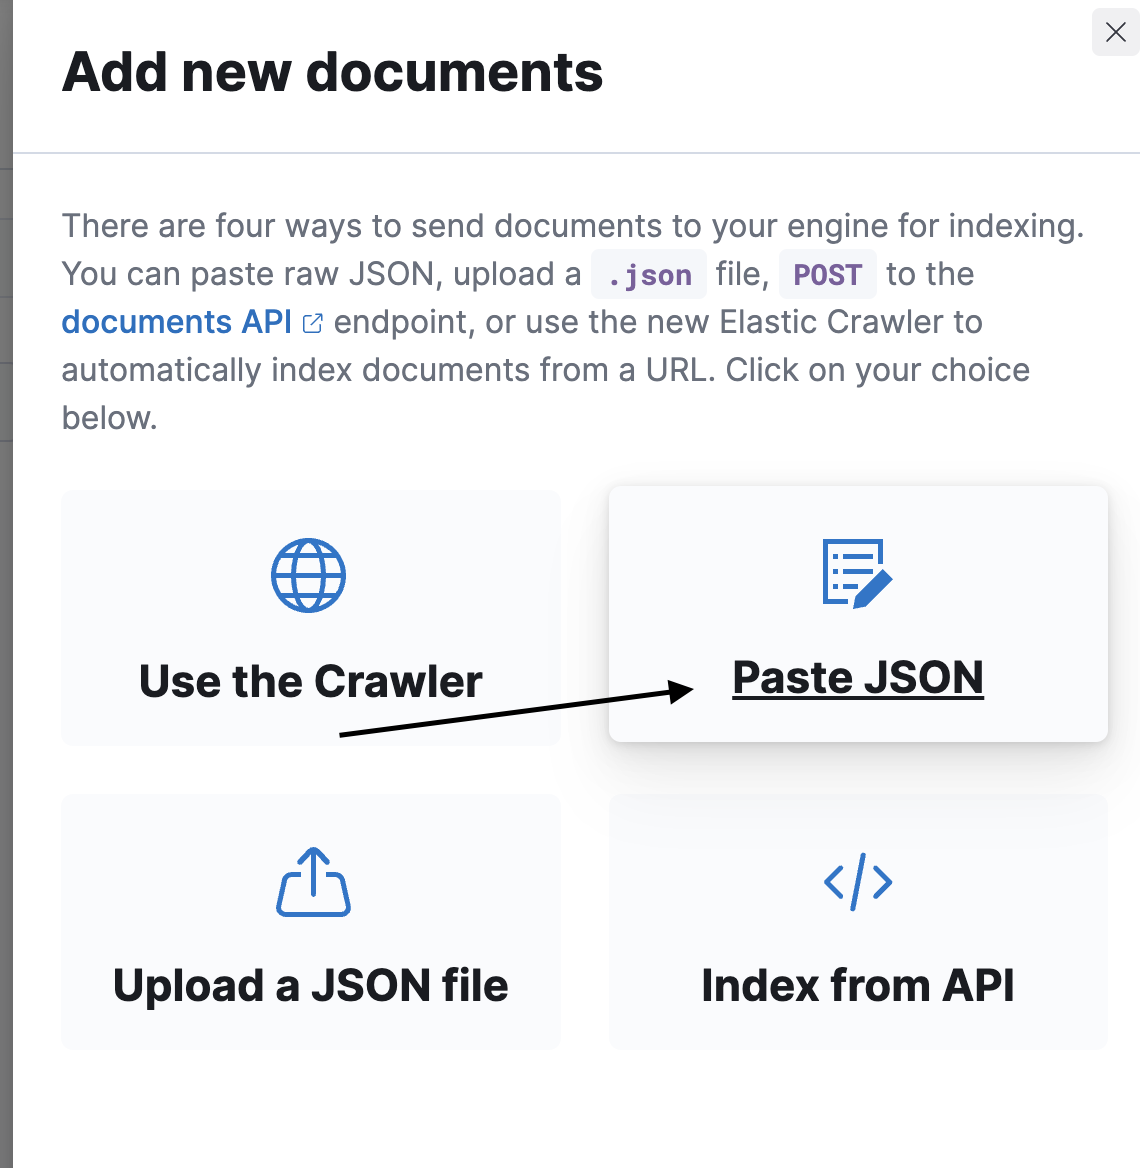 Add new documents
There are four ways to send documents to your engine for indexing.
You can paste raw JSON, upload a .json file, POST to the
documents API endpoint, or use the new Elastic Crawler to
automatically index documents from a URL. Click on your choice
below.
Use the Crawler
Paste JSON
Upload a JSON file
Index from API